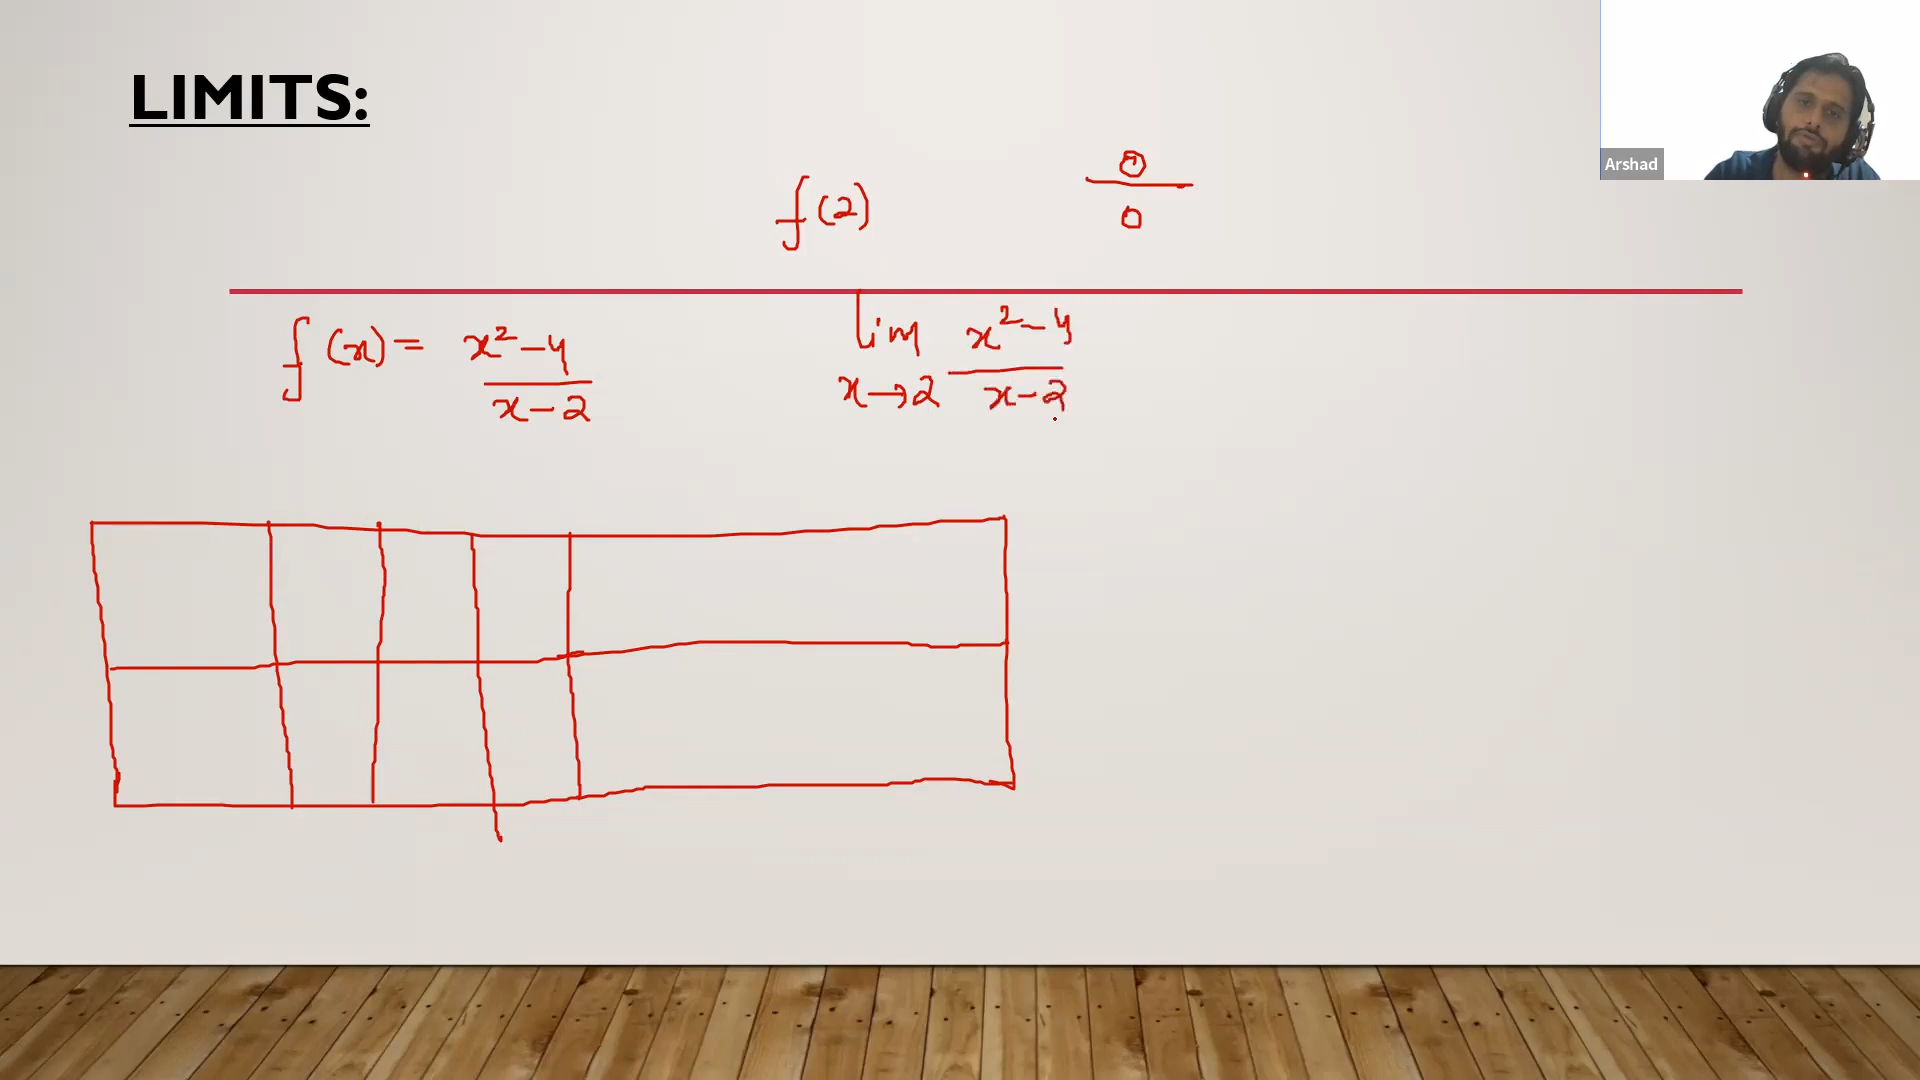 LIMITS:
Arshad
f(2)
0/0
f(x) = x²-4 / x-2
lim x→2 x²-4 / x-2